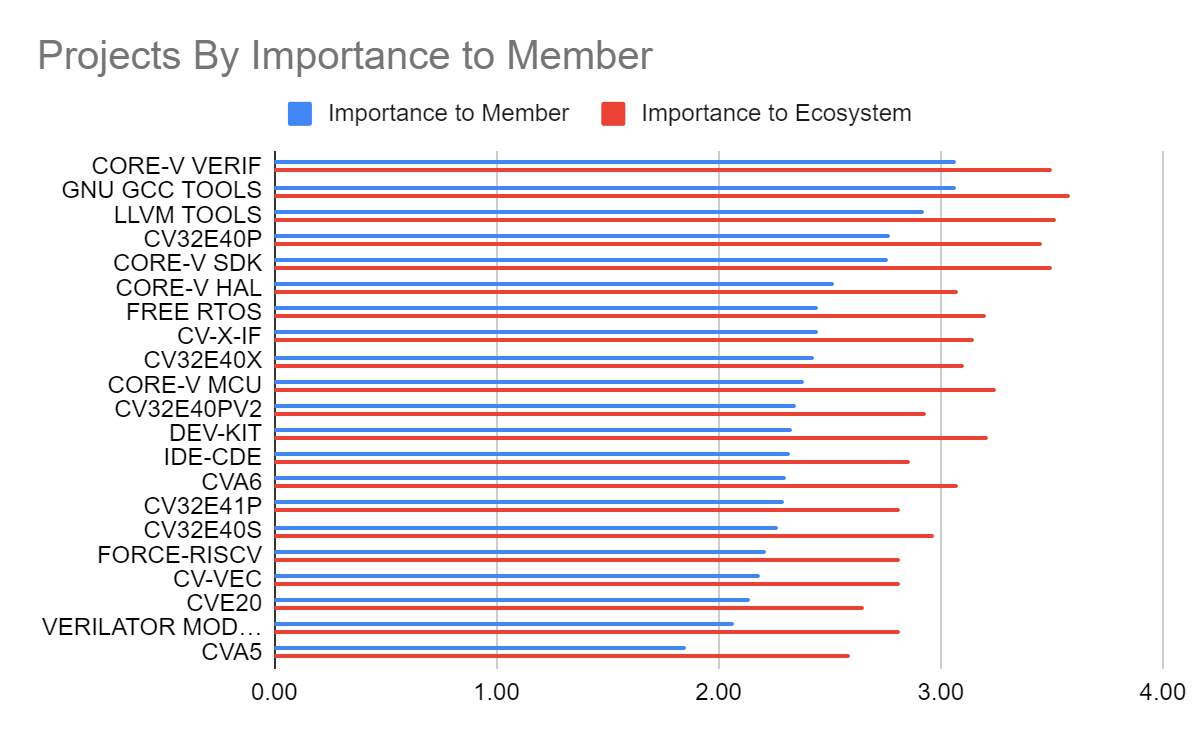 Projects By Importance to Member
Importance to Member Importance to Ecosystem
CORE-V VERIF
GNU GCC TOOLS
LLVM TOOLS
CV32E40P
CORE-V SDK
CORE-V HAL
FREE RTOS
CV-X-IF
CV32E40X
CORE-V MCU
CV32E40PV2
DEV-KIT
IDE-CDE
CVA6
CV32E41P
CV32E40S
FORCE-RISCV
CV-VEC
CVE20
VERILATOR MOD…
CVA5
0.00 1.00 2.00 3.00 4.00